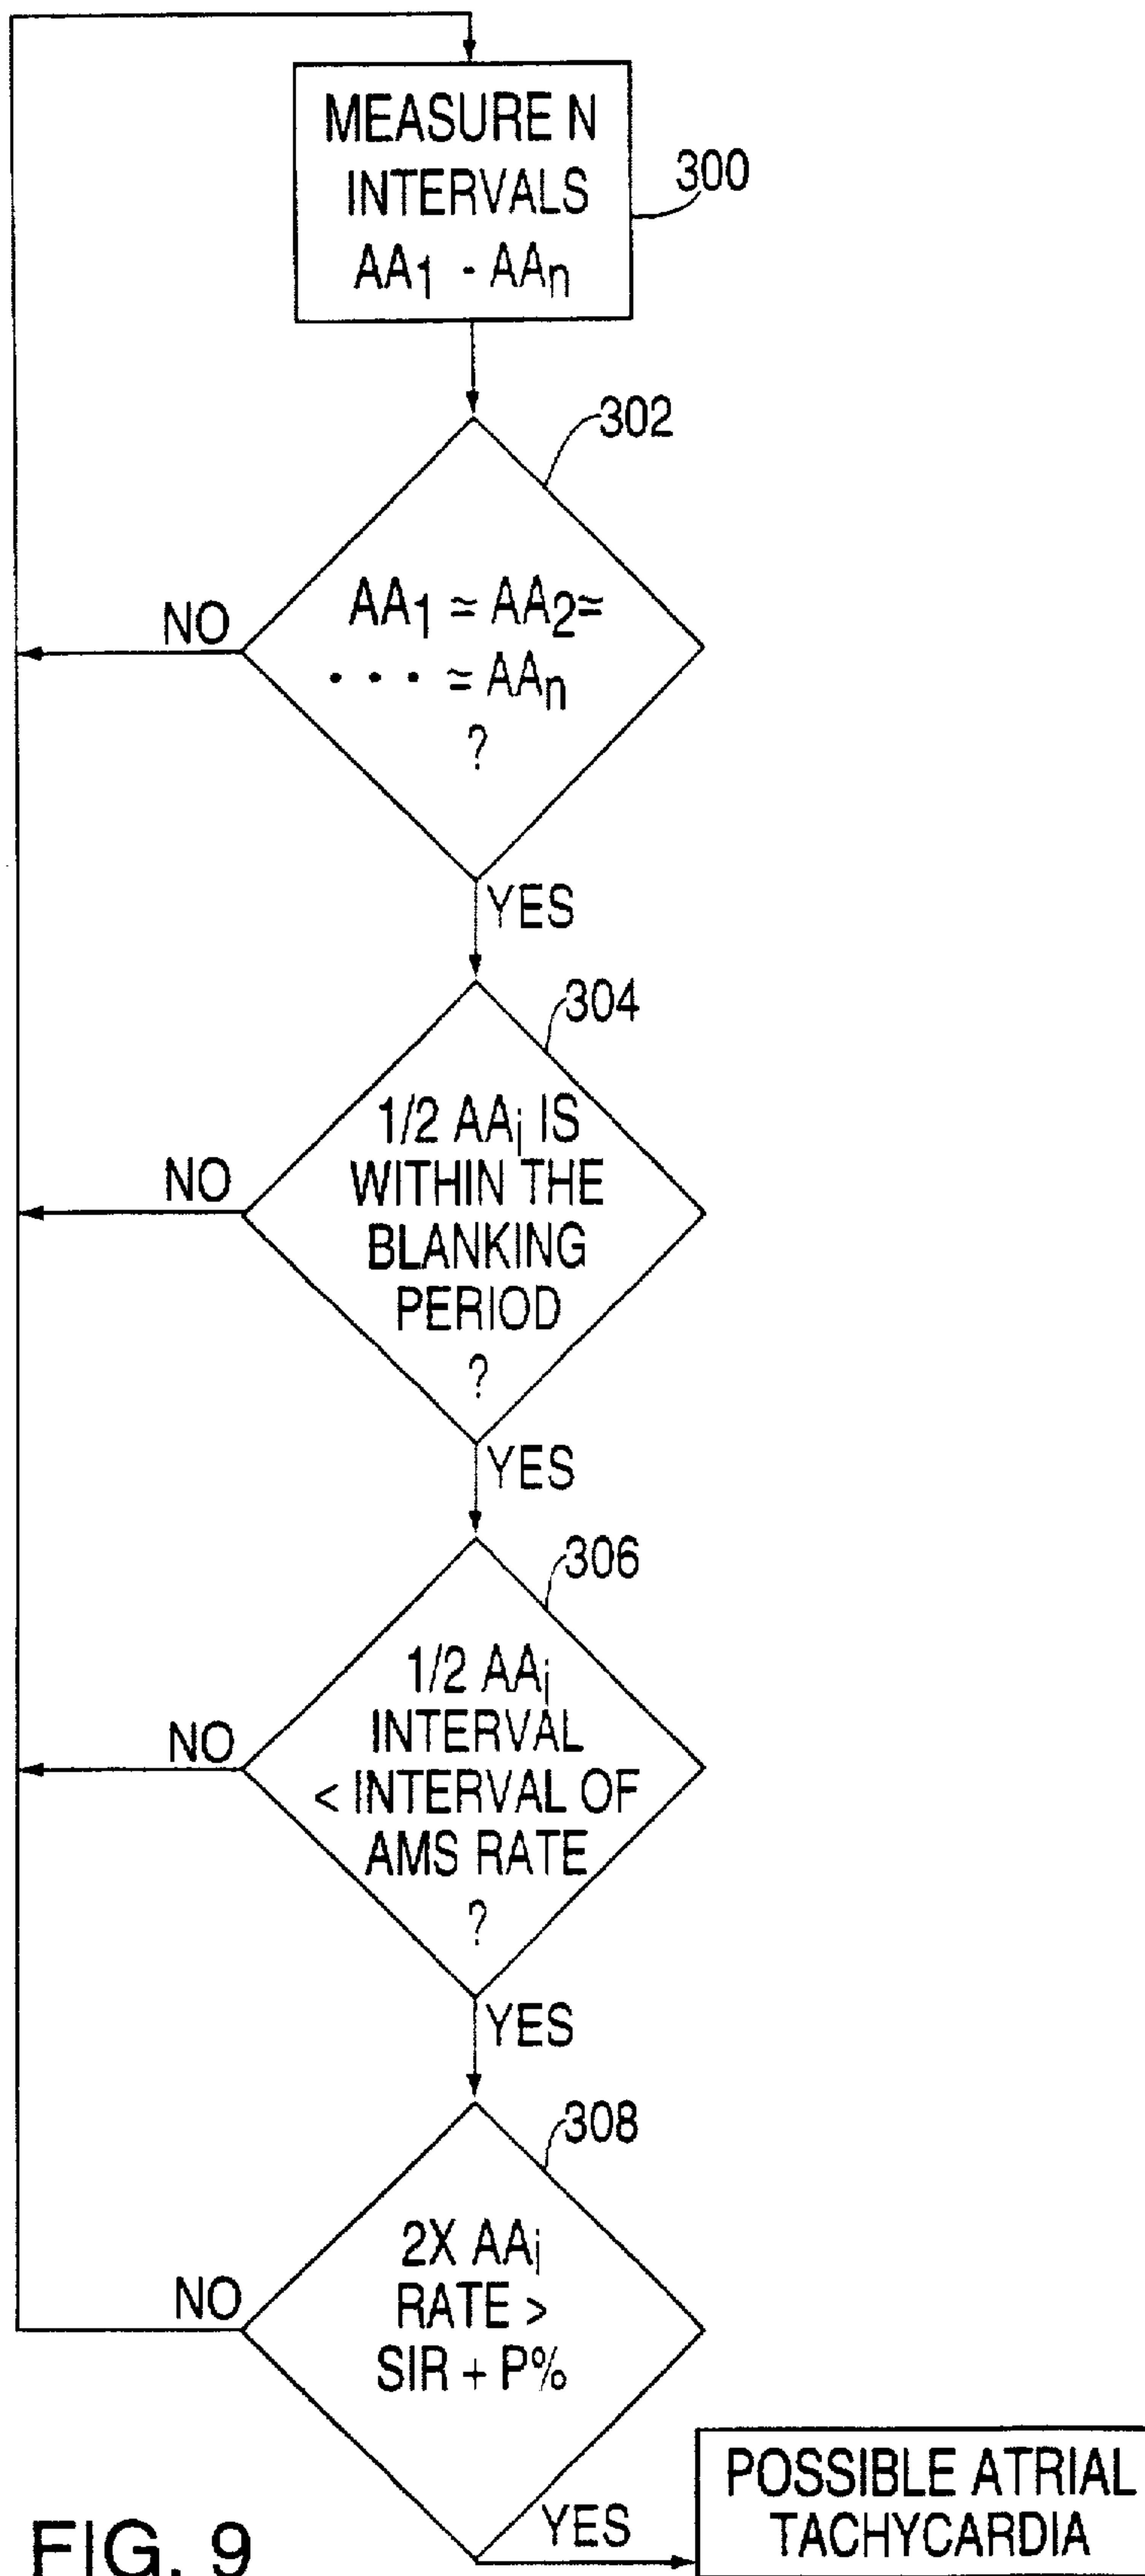 MEASURE N
INTERVALS
AA1 - AAn
300
302
AA1 ≃ AA2≃
• • • ≃ AAn
?
NO
YES
304
1/2 AAi IS
WITHIN THE
BLANKING
PERIOD
?
NO
YES
306
1/2 AAi
INTERVAL
< INTERVAL OF
AMS RATE
?
NO
YES
308
2X AAi
RATE >
SIR + P%
NO
YES
POSSIBLE ATRIAL
TACHYCARDIA
FIG. 9